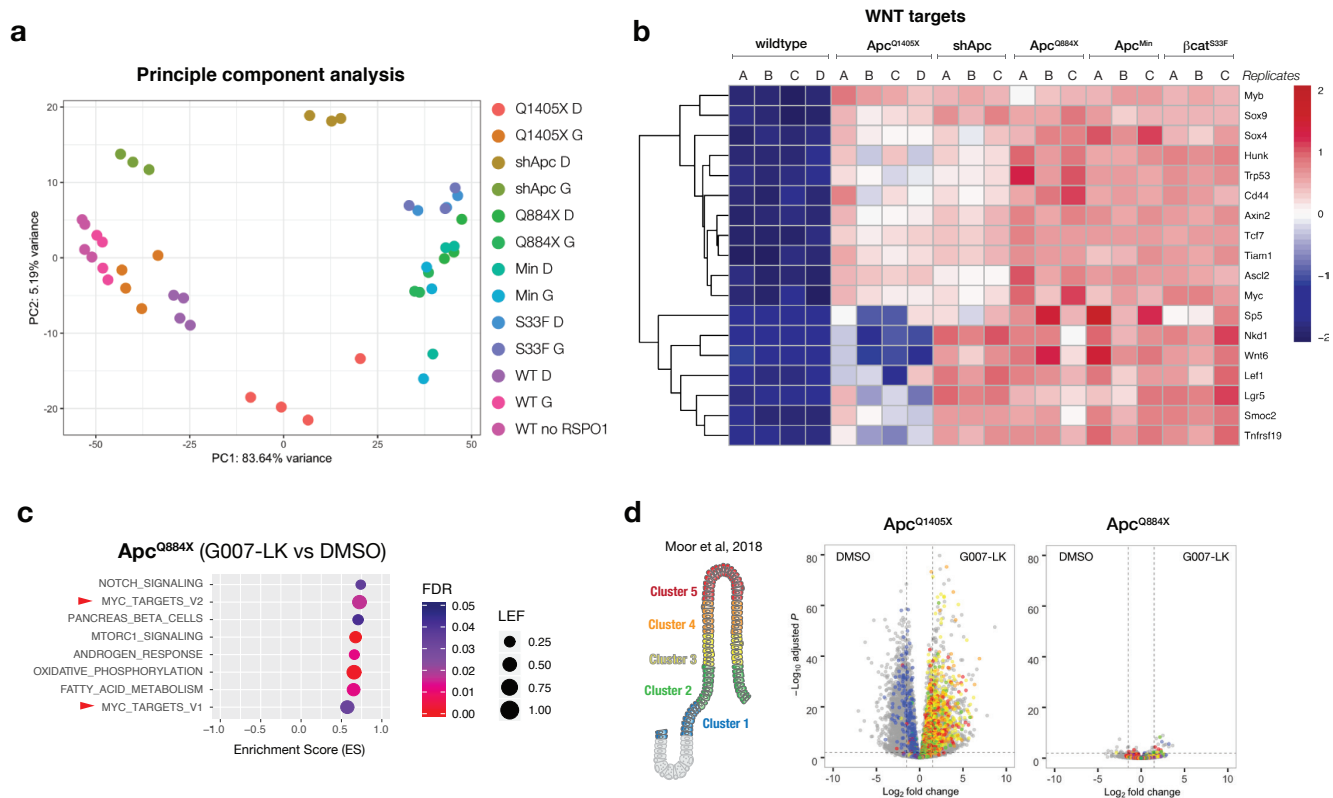 a
Principle component analysis
20
10
0
-10
-20
-50
-25
0
25
50
PC2: 5.19% variance
PC1: 83.64% variance
Q1405X D
Q1405X G
shApc D
shApc G
Q884X D
Q884X G
Min D
Min G
S33F D
S33F G
WT D
WT G
WT no RSPO1
b
WNT targets
wildtype
ApcQ1405X
shApc
ApcQ884X
ApcMin
βcatS33F
A B C D A B C D A B C A B C A B C A B C
Replicates
Myb
Sox9
Sox4
Hunk
Trp53
Cd44
Axin2
Tcf7
Tiam1
Ascl2
Myc
Sp5
Nkd1
Wnt6
Lef1
Lgr5
Smoc2
Tnfrsf19
2
1
0
−1
−2
c
ApcQ884X (G007-LK vs DMSO)
NOTCH_SIGNALING
MYC_TARGETS_V2
PANCREAS_BETA_CELLS
MTORC1_SIGNALING
ANDROGEN_RESPONSE
OXIDATIVE_PHOSPHORYLATION
FATTY_ACID_METABOLISM
MYC_TARGETS_V1
−1.0 −0.5 0.0 0.5 1.0
Enrichment Score (ES)
FDR
0.05
0.04
0.03
0.02
0.01
0.00
LEF
0.25
0.50
0.75
1.00
d
Moor et al, 2018
Cluster 5
Cluster 4
Cluster 3
Cluster 2
Cluster 1
ApcQ1405X
DMSO
G007-LK
80
60
40
20
0
−Log10 adjusted P
-10 -5 0 5 10
Log2 fold change
ApcQ884X
DMSO
G007-LK
80
60
40
20
0
-10 -5 0 5 10
Log2 fold change